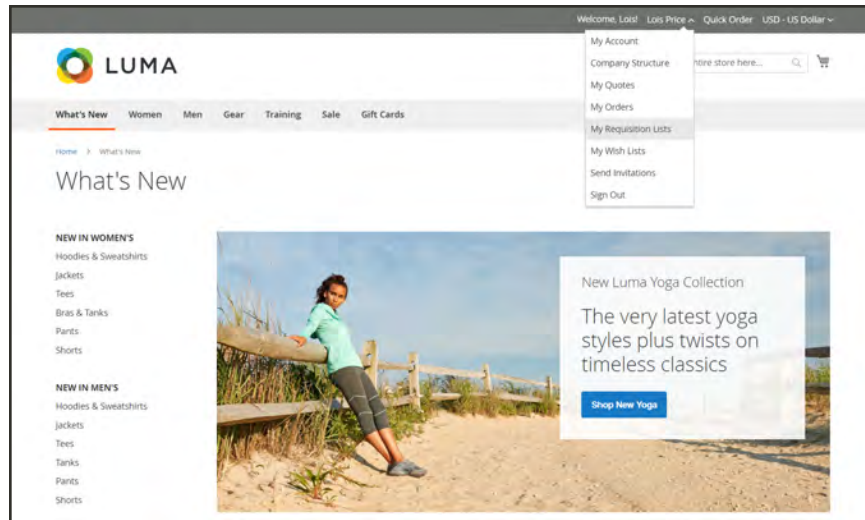 Welcome, Lois! Lois Price Quick Order USD - US Dollar
My Account
Company Structure
My Quotes
My Orders
My Requisition Lists
My Wish Lists
Send Invitations
Sign Out
LUMA
ntire store here...
What's New Women Men Gear Training Sale Gift Cards
Home > What's New
What's New
NEW IN WOMEN'S
Hoodies & Sweatshirts
Jackets
Tees
Bras & Tanks
Pants
Shorts
NEW IN MEN'S
Hoodies & Sweatshirts
Jackets
Tees
Tanks
Pants
Shorts
New Luma Yoga Collection
The very latest yoga
styles plus twists on
timeless classics
Shop New Yoga